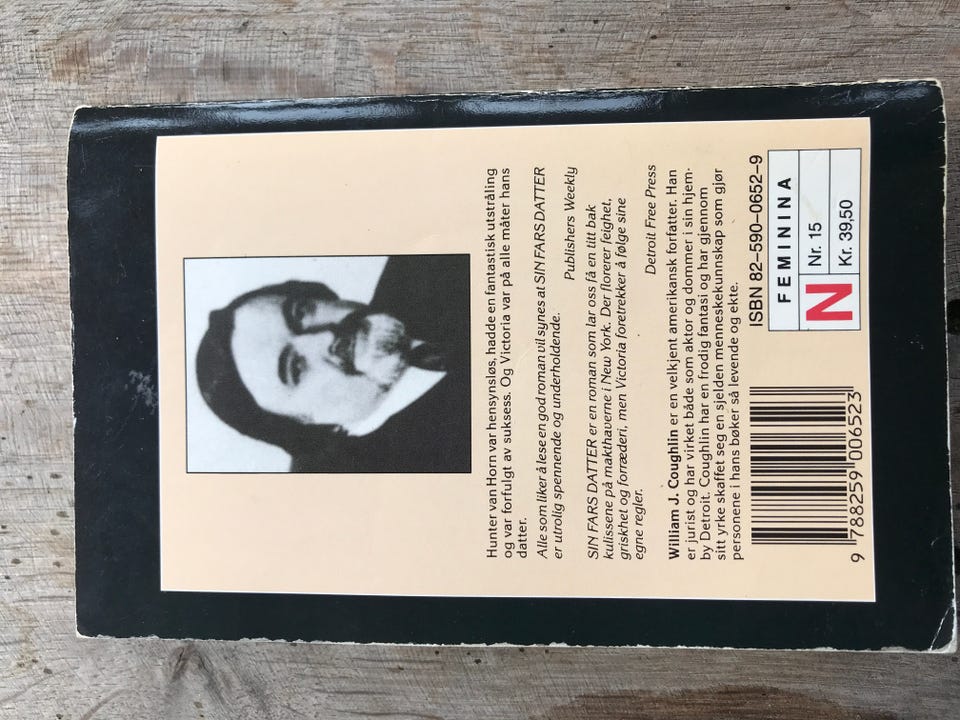 Hunter van Horn var hensynsløs, hadde en fantastisk utstråling
og var forfulgt av suksess. Og Victoria var på alle måter hans
datter.
Alle som liker å lese en god roman vil synes at SIN FARS DATTER
er utrolig spennende og underholdende.
Publishers Weekly
SIN FARS DATTER er en roman som lar oss få en titt bak
kulissene på makthaverne i New York. Der florerer feighet,
griskhet og forræderi, men Victoria foretrekker å følge sine
egne regler.
Detroit Free Press
William J. Coughlin er en velkjent amerikansk forfatter. Han
er jurist og har virket både som aktor og dommer i sin hjem-
by Detroit. Coughlin har en frodig fantasi og har gjennom
sitt yrke skaffet seg en sjelden menneskekunnskap som gjør
personene i hans bøker så levende og ekte.
ISBN 82-590-0652-9
9 788259 006523
FEMININA
N
Nr. 15
Kr. 39,50